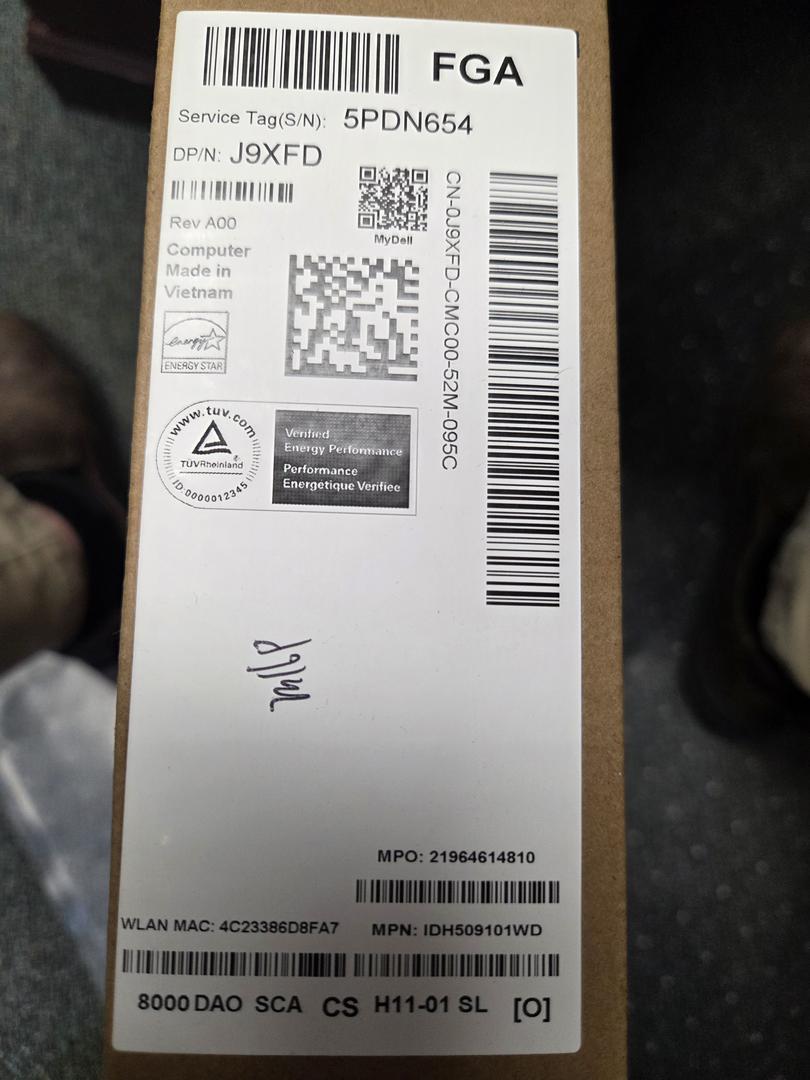 FGA
Service Tag(S/N): 5PDN654
DP/N: J9XFD
MyDell
Rev A00
Computer
Made in
Vietnam
energy
ENERGY STAR
CN-0J9XFD-CMC00-52M-095C
www.tuv.com
TÜVRheinland
®
ID:0000012345
Verified
Energy Performance
Performance
Energetique Verifiee
MPO: 21964614810
WLAN MAC: 4C23386D8FA7
MPN: IDH509101WD
8000 DAO SCA CS H11-01 SL [O]